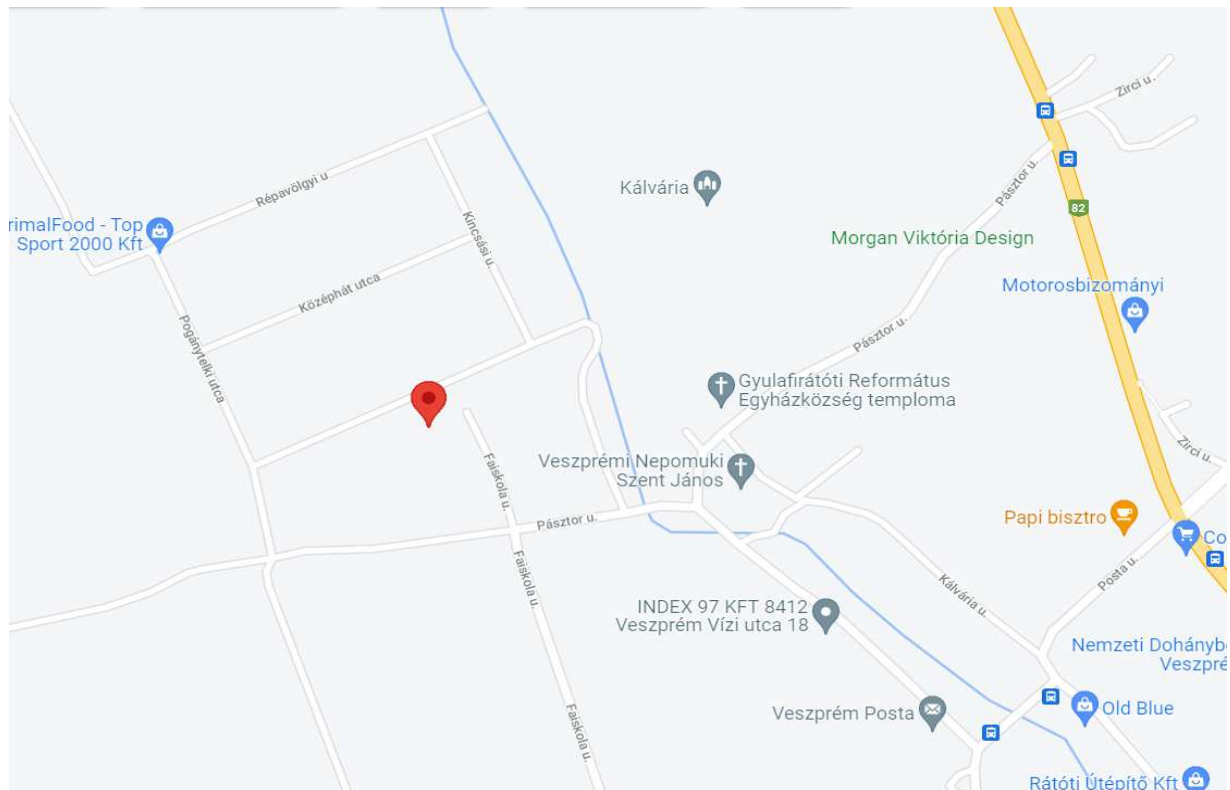 Zirci u.
Kálvária
Pásztor u.
Répavölgyi u
82
rimalFood - Top
Sport 2000 Kft
Kincsási u.
Morgan Viktória Design
Középhát utca
Motorosbizományi
Pogánytelki utca
Pásztor u.
Gyulafirátóti Református
Egyházközség temploma
Zirci u.
Veszprémi Nepomuki
Szent János
Faiskola u.
Pásztor u.
Papi bisztro
Co
Faiskola u.
Posta u.
Kálvária u.
INDEX 97 KFT 8412
Veszprém Vízi utca 18
Nemzeti Dohánybo
Veszpré
Faiskola u.
Veszprém Posta
Old Blue
Rátóti Útépítő Kft